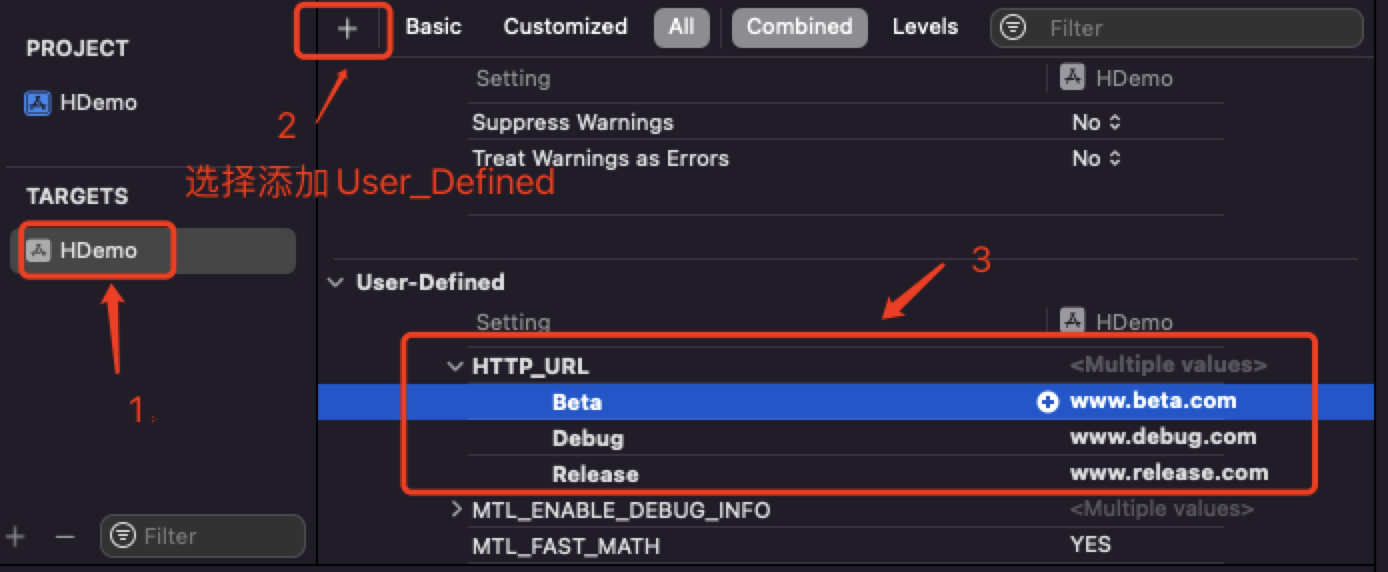 PROJECT
HDemo
TARGETS
HDemo
Filter
Basic Customized All Combined Levels Filter
2
选择添加 User_Defined
1.
Setting HDemo
Suppress Warnings No
Treat Warnings as Errors No
3
User-Defined
Setting HDemo
HTTP_URL <Multiple values>
Beta www.beta.com
Debug www.debug.com
Release www.release.com
MTL_ENABLE_DEBUG_INFO <Multiple values>
MTL_FAST_MATH YES